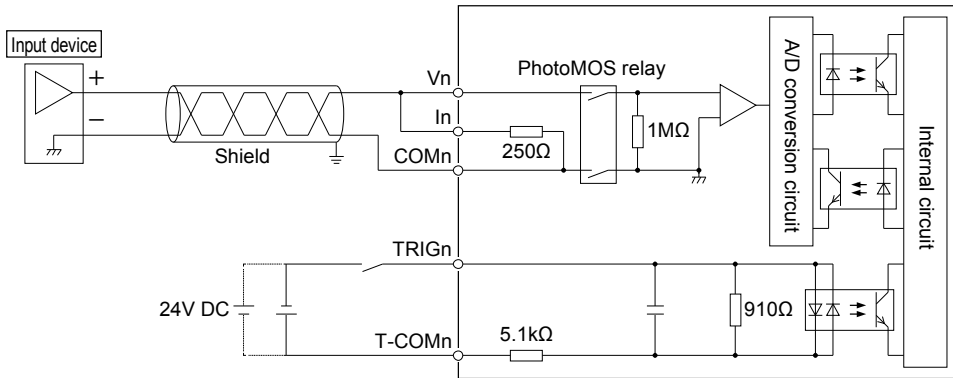 Input device
+
−
Shield
Vn
In
COMn
250Ω
PhotoMOS relay
1MΩ
A/D conversion circuit
Internal circuit
TRIGn
24V DC
T-COMn
5.1kΩ
910Ω